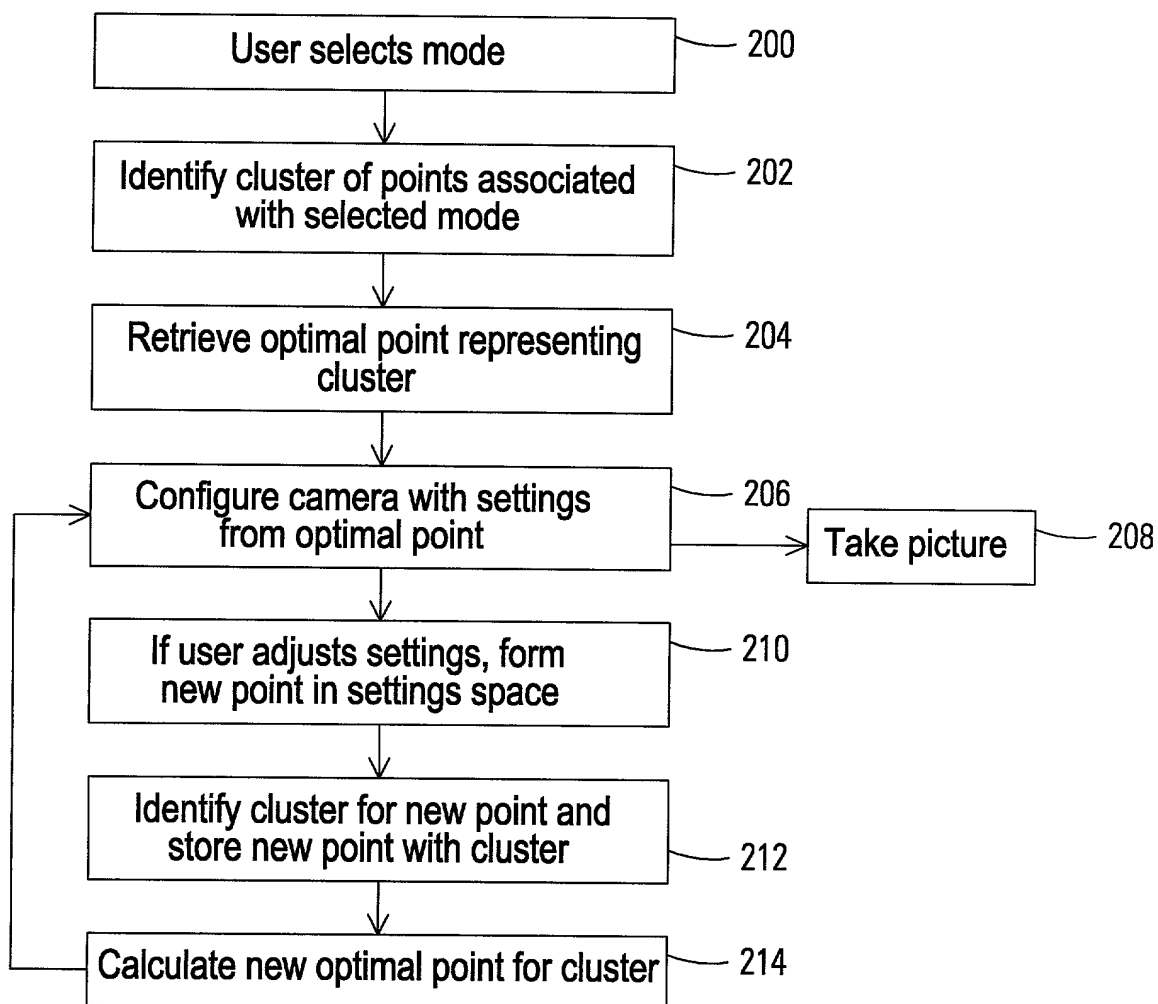 User selects mode
200
Identify cluster of points associated
with selected mode
202
Retrieve optimal point representing
cluster
204
Configure camera with settings
from optimal point
206
Take picture
208
If user adjusts settings, form
new point in settings space
210
Identify cluster for new point and
store new point with cluster
212
Calculate new optimal point for cluster
214